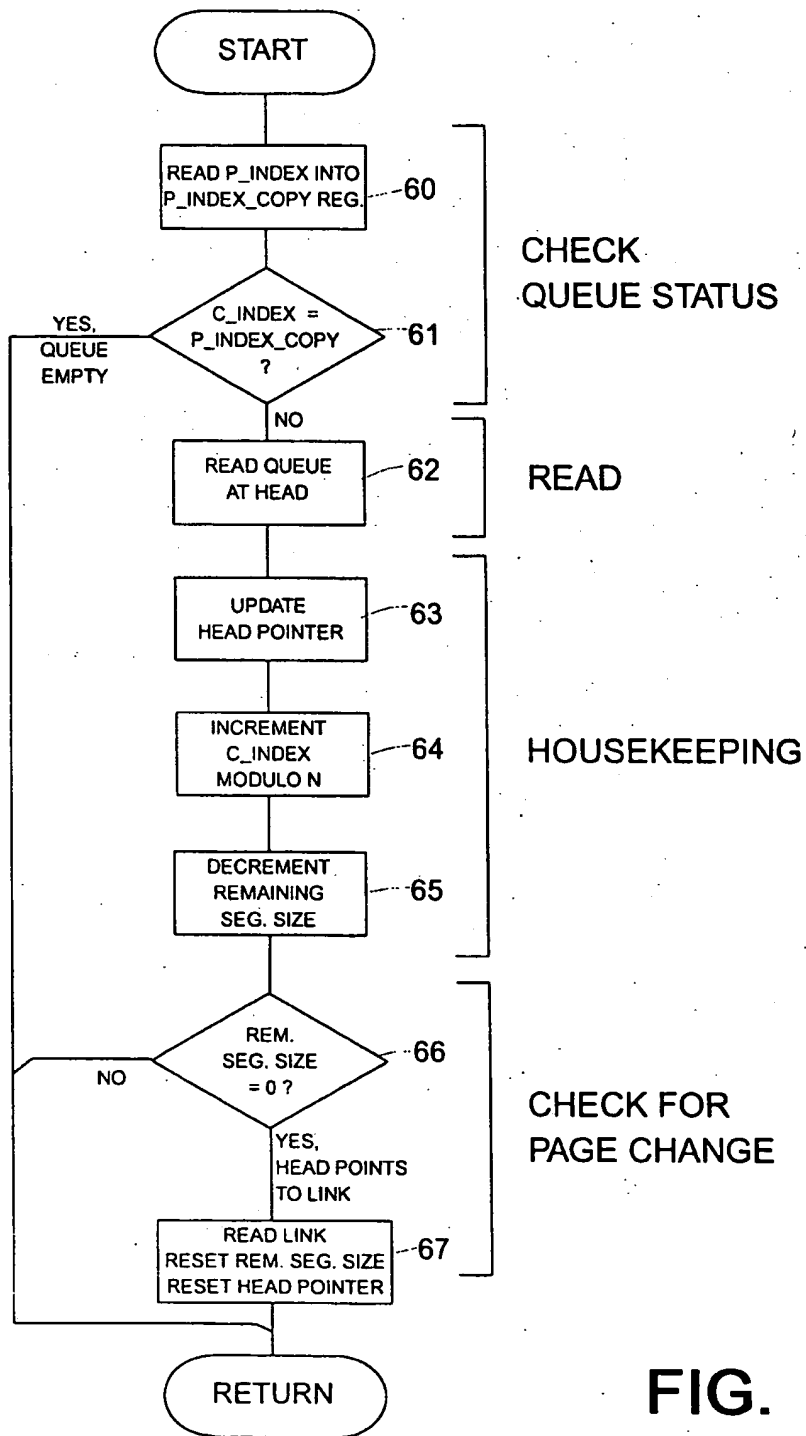 START
READ P_INDEX INTO
P_INDEX_COPY REG.
60
CHECK
QUEUE STATUS
C_INDEX =
P_INDEX_COPY
?
61
YES,
QUEUE
EMPTY
NO
READ QUEUE
AT HEAD
62
READ
UPDATE
HEAD POINTER
63
INCREMENT
C_INDEX
MODULO N
64
HOUSEKEEPING
DECREMENT
REMAINING
SEG. SIZE
65
REM.
SEG. SIZE
= 0 ?
66
NO
YES,
HEAD POINTS
TO LINK
CHECK FOR
PAGE CHANGE
READ LINK
RESET REM. SEG. SIZE
RESET HEAD POINTER
67
RETURN
FIG.